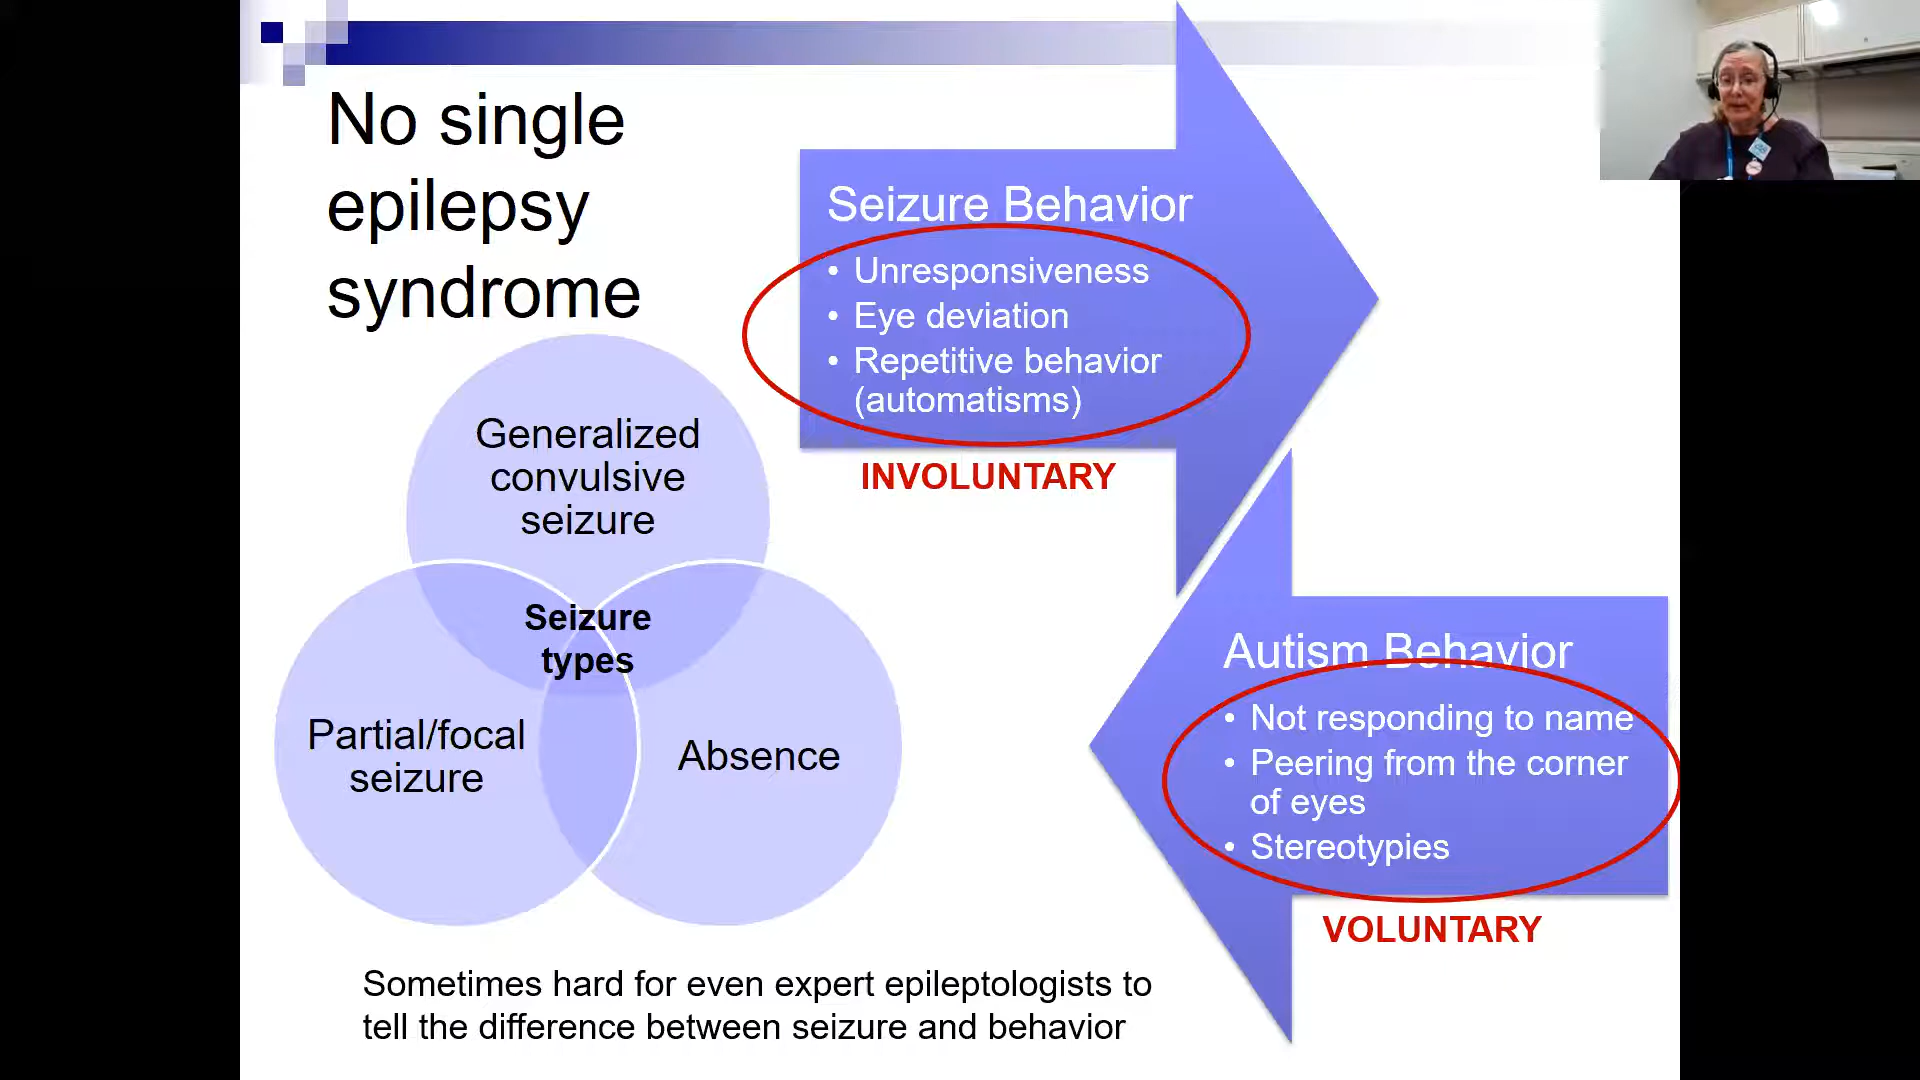 No single
epilepsy
syndrome
Generalized
convulsive
seizure
Seizure
types
Partial/focal
seizure
Absence
Seizure Behavior
• Unresponsiveness
• Eye deviation
• Repetitive behavior
(automatisms)
INVOLUNTARY
Autism Behavior
• Not responding to name
• Peering from the corner
of eyes
• Stereotypies
VOLUNTARY
Sometimes hard for even expert epileptologists to
tell the difference between seizure and behavior